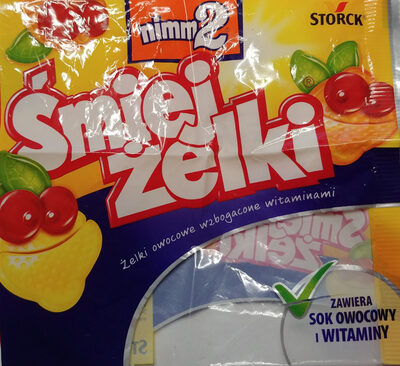 nimm2
STORCK
Śmiej
żelki
Żelki owocowe wzbogacone witaminami
ZAWIERA
SOK OWOCOWY
I WITAMINY